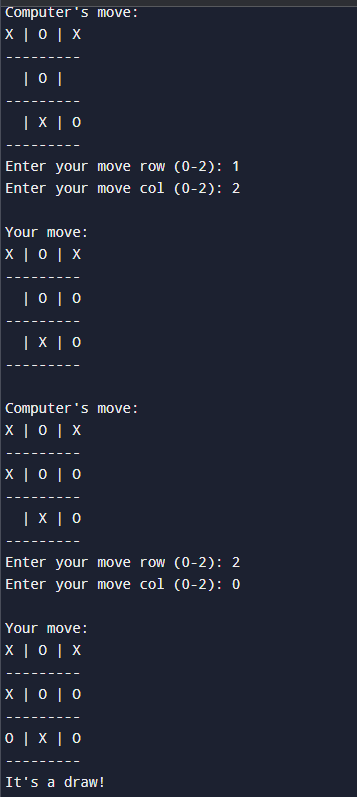 Computer's move:
X | O | X
---------
  | O |
---------
  | X | O
---------
Enter your move row (0-2): 1
Enter your move col (0-2): 2

Your move:
X | O | X
---------
  | O | O
---------
  | X | O
---------

Computer's move:
X | O | X
---------
X | O | O
---------
  | X | O
---------
Enter your move row (0-2): 2
Enter your move col (0-2): 0

Your move:
X | O | X
---------
X | O | O
---------
O | X | O
---------
It's a draw!